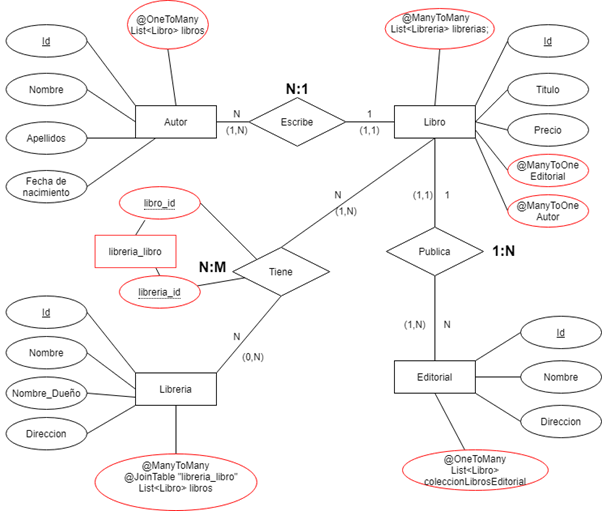 @OneToMany
List<Libro> libros
@ManyToMany
List<Libreria> librerias;
Id
Id
Nombre
N:1
Titulo
Autor
N
(1,N)
Escribe
1
(1,1)
Libro
Precio
Apellidos
@ManyToOne
Editorial
Fecha de
nacimiento
libro_id
N
(1,N)
(1,1)
1
@ManyToOne
Autor
libreria_libro
N:M
Tiene
Publica
1:N
libreria_id
Id
Nombre
N
(0,N)
(1,N)
N
Id
Nombre_Dueño
Libreria
Editorial
Nombre
Direccion
Direccion
@ManyToMany
@JoinTable "libreria_libro"
List<Libro> libros
@OneToMany
List<Libro>
coleccionLibrosEditorial